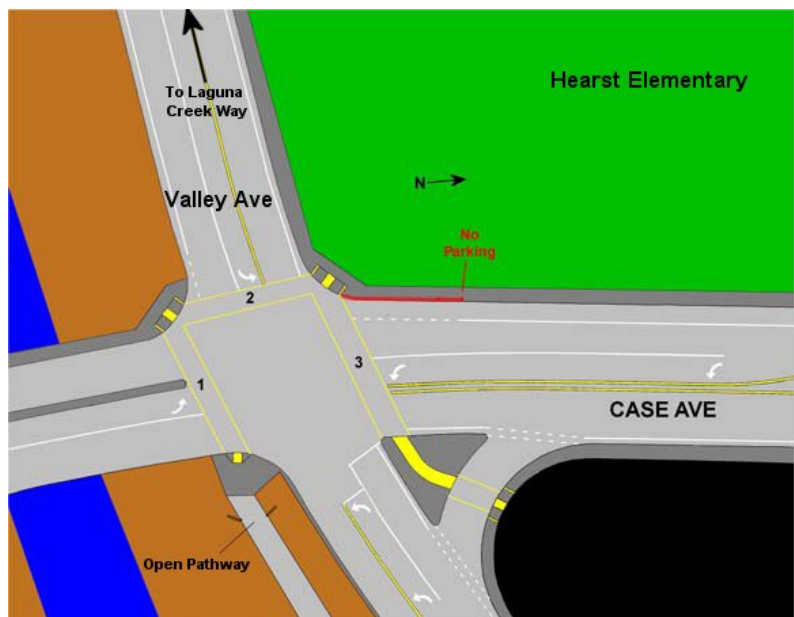 To Laguna
Creek Way
Hearst Elementary
N
Valley Ave
No
Parking
2
3
1
CASE AVE
Open Pathway